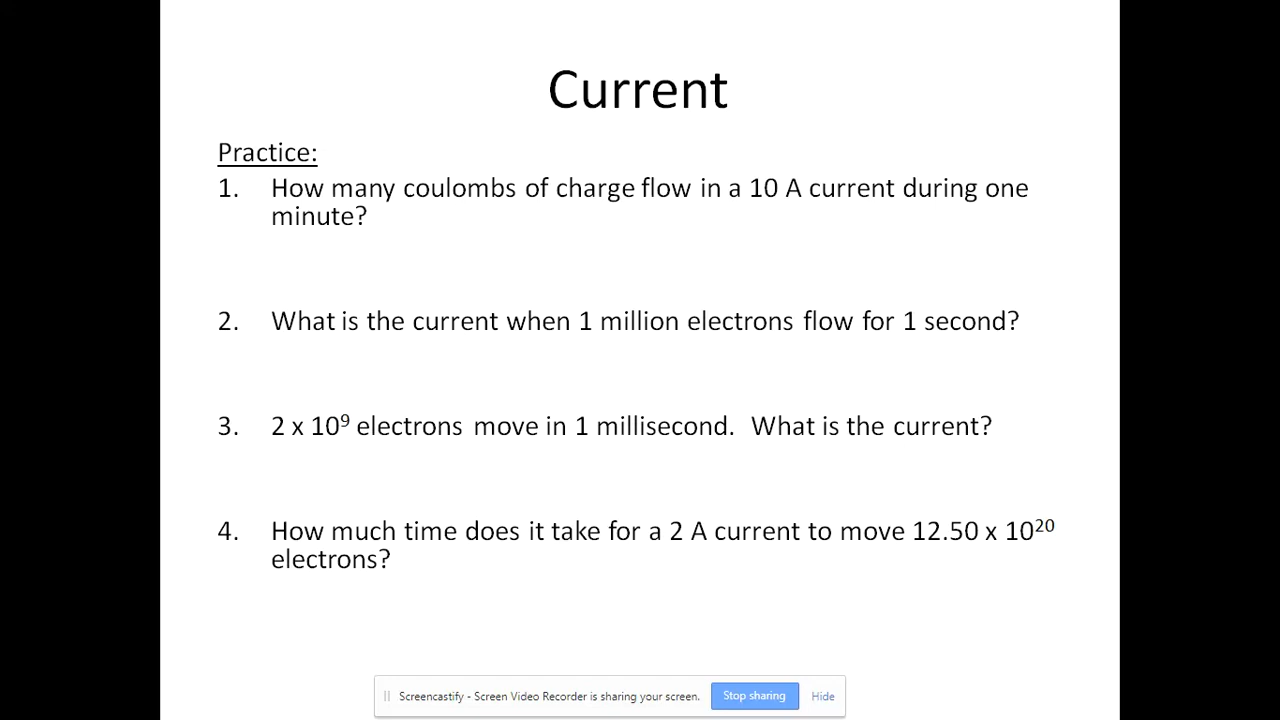 Current
Practice:
1. How many coulombs of charge flow in a 10 A current during one
minute?
2. What is the current when 1 million electrons flow for 1 second?
3. 2 x 10⁹ electrons move in 1 millisecond. What is the current?
4. How much time does it take for a 2 A current to move 12.50 x 10²⁰
electrons?
Screencastify - Screen Video Recorder is sharing your screen. Stop sharing Hide